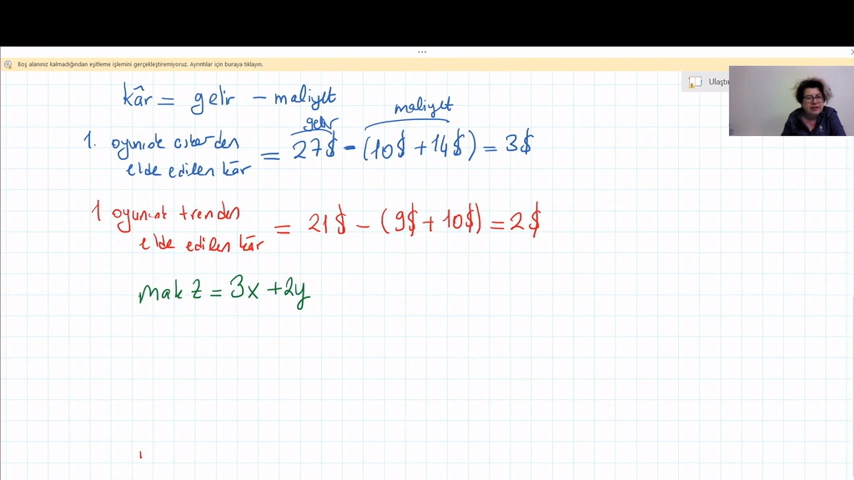 ...
Boş alanınız kalmadığından eşitleme işlemini gerçekleştiremiyoruz. Ayrıntılar için buraya tıklayın.
Ulaştır
kâr = gelir - maliyet
gelir maliyet
1. oyuncak askerden = 27$ - (10$ + 14$) = 3$
elde edilen kâr
1 oyuncak trenden = 21$ - (9$ + 10$) = 2$
elde edilen kâr
mak z = 3x + 2y